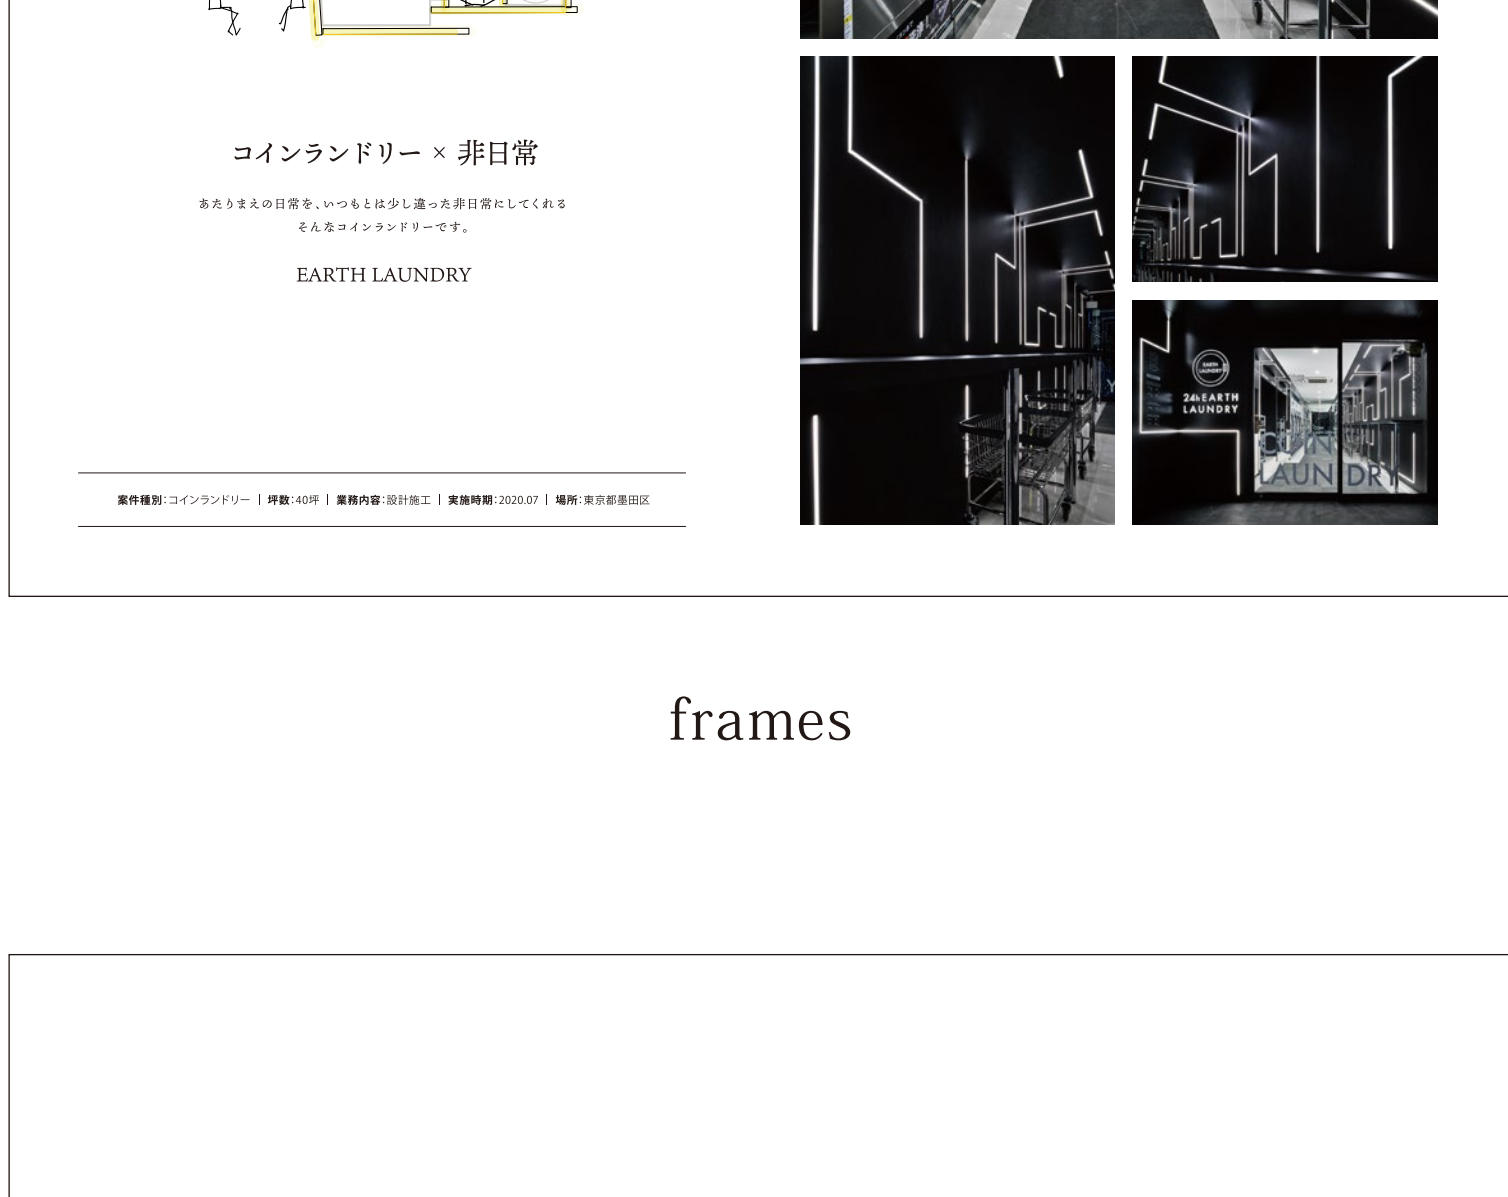 コインランドリー × 非日常
あたりまえの日常を、いつもとは少し違った非日常にしてくれる
そんなコインランドリーです。
EARTH LAUNDRY
案件種別：コインランドリー | 坪数：40坪 | 業務内容：設計施工 | 実施時期：2020.07 | 場所：東京都墨田区
EARTH
LAUNDRY
24h EARTH
LAUNDRY
COIN
LAUNDRY
frames